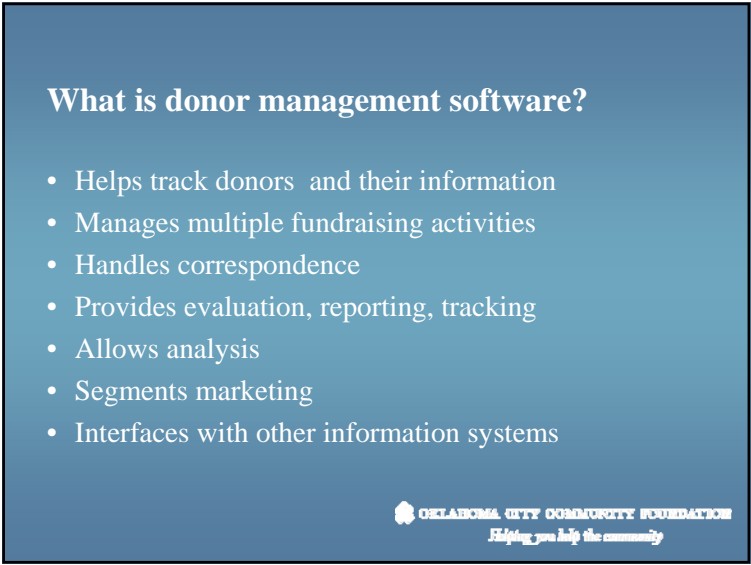 What is donor management software?
• Helps track donors  and their information
• Manages multiple fundraising activities
• Handles correspondence
• Provides evaluation, reporting, tracking
• Allows analysis
• Segments marketing
• Interfaces with other information systems
OKLAHOMA CITY COMMUNITY FOUNDATION
Helping you help the community